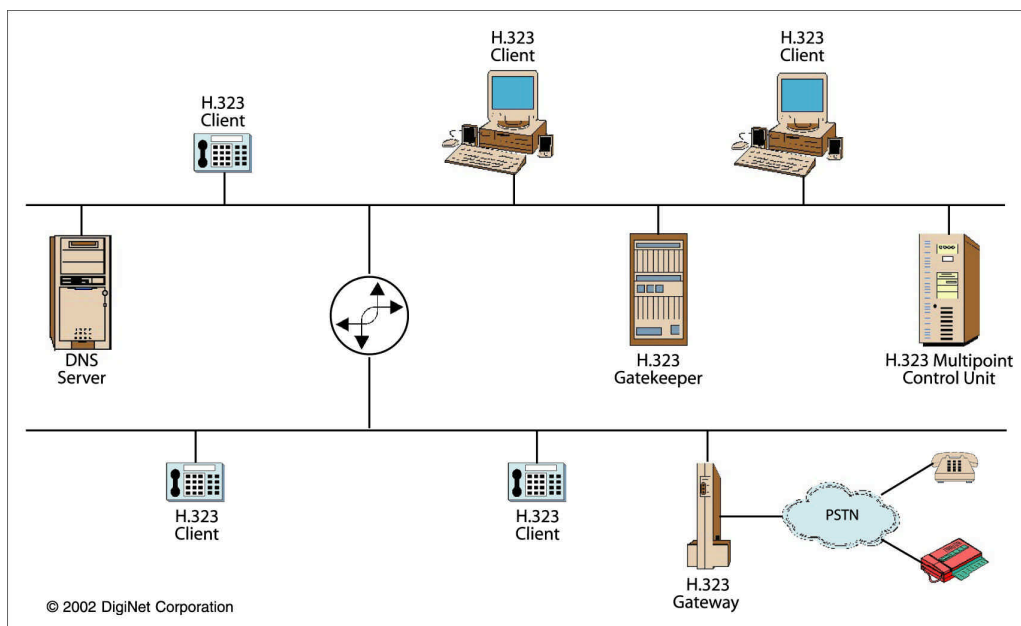 H.323
Client
H.323
Client
H.323
Client
DNS
Server
H.323
Gatekeeper
H.323 Multipoint
Control Unit
H.323
Client
H.323
Client
H.323
Gateway
PSTN
© 2002 DigiNet Corporation